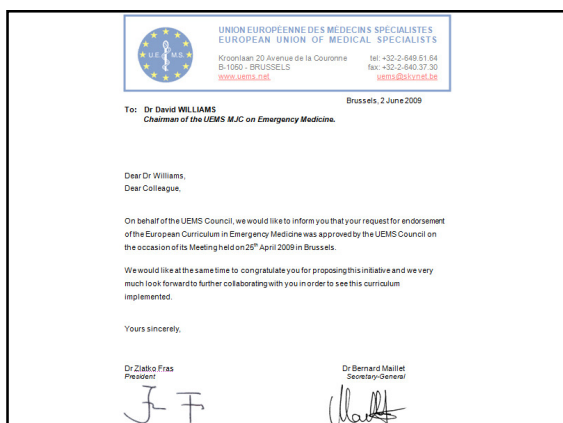 UNION EUROPÉENNE DES MÉDECINS SPÉCIALISTES
EUROPEAN UNION OF MEDICAL SPECIALISTS
Kroonlaan 20 Avenue de la Couronne tel: +32-2-649.51.64
B-1050 - BRUSSELS fax: +32-2-640.37.30
www.uems.net uems@skynet.be
U.E. M.S.
Brussels, 2 June 2009
To: Dr David WILLIAMS
Chairman of the UEMS MJC on Emergency Medicine.
Dear Dr Williams,
Dear Colleague,
On behalf of the UEMS Council, we would like to inform you that your request for endorsement
of the European Curriculum in Emergency Medicine was approved by the UEMS Council on
the occasion of its Meeting held on 25th April 2009 in Brussels.
We would like at the same time to congratulate you for proposing this initiative and we very
much look forward to further collaborating with you in order to see this curriculum
implemented.
Yours sincerely,
Dr Zlatko Fras Dr Bernard Maillet
President Secretary-General